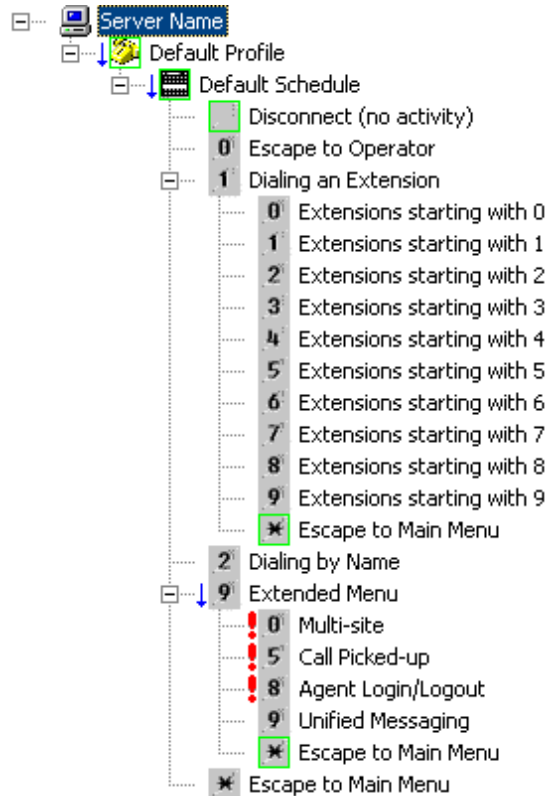 Server Name
Default Profile
Default Schedule
Disconnect (no activity)
0 Escape to Operator
1 Dialing an Extension
0 Extensions starting with 0
1 Extensions starting with 1
2 Extensions starting with 2
3 Extensions starting with 3
4 Extensions starting with 4
5 Extensions starting with 5
6 Extensions starting with 6
7 Extensions starting with 7
8 Extensions starting with 8
9 Extensions starting with 9
* Escape to Main Menu
2 Dialing by Name
9 Extended Menu
0 Multi-site
5 Call Picked-up
8 Agent Login/Logout
9 Unified Messaging
* Escape to Main Menu
* Escape to Main Menu